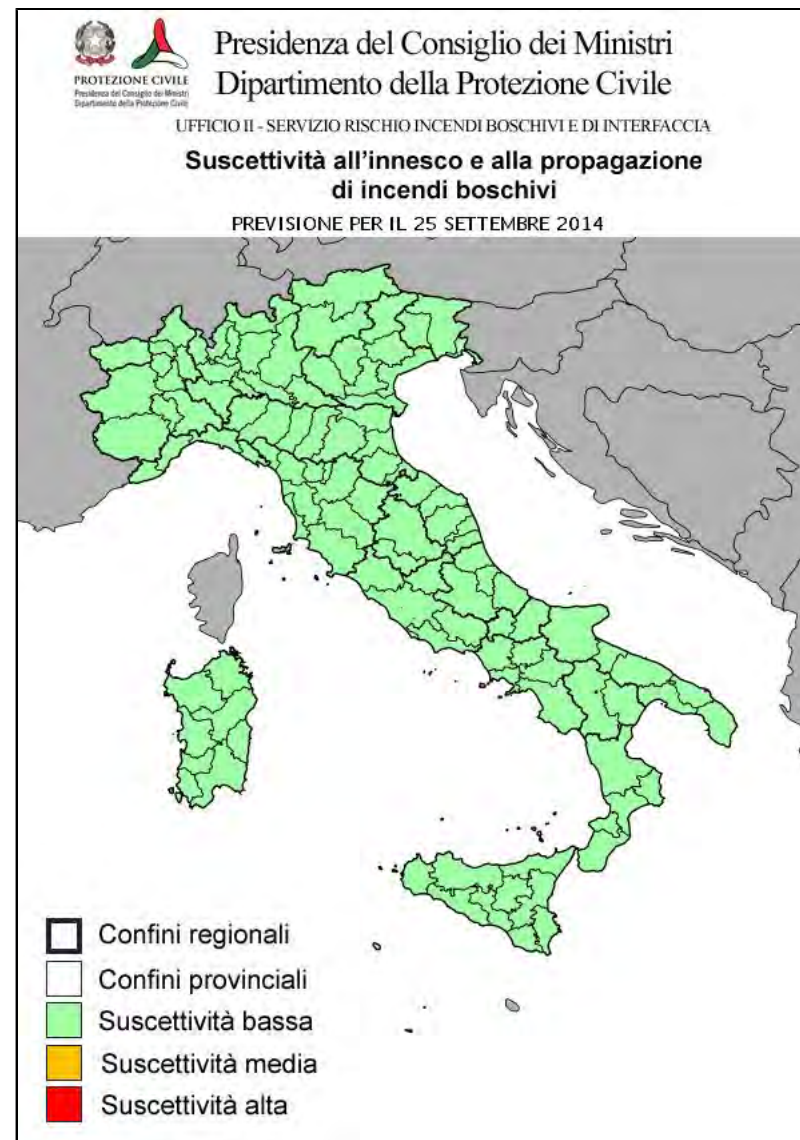 Presidenza del Consiglio dei Ministri
Dipartimento della Protezione Civile
PROTEZIONE CIVILE
Presidenza del Consiglio dei Ministri
Dipartimento della Protezione Civile
UFFICIO II - SERVIZIO RISCHIO INCENDI BOSCHIVI E DI INTERFACCIA
Suscettività all'innesco e alla propagazione
di incendi boschivi
PREVISIONE PER IL 25 SETTEMBRE 2014
Confini regionali
Confini provinciali
Suscettività bassa
Suscettività media
Suscettività alta